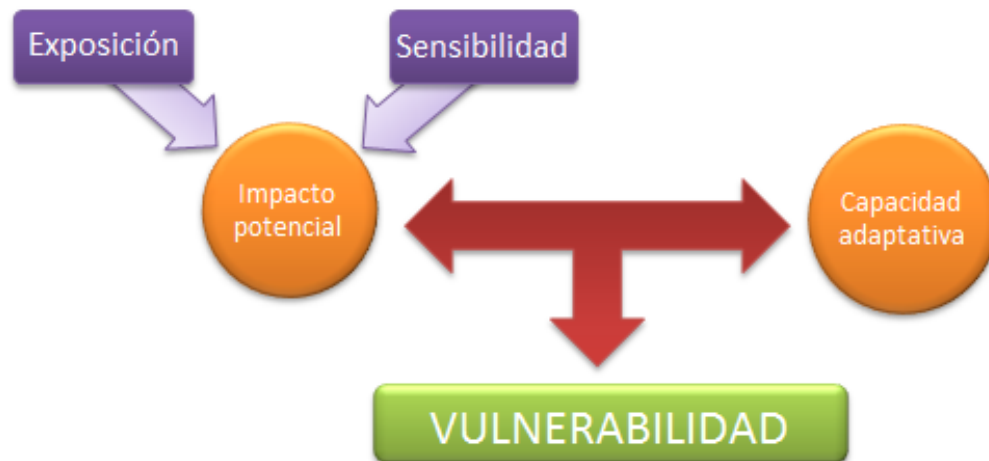 Exposición
Sensibilidad
Impacto
potencial
Capacidad
adaptativa
VULNERABILIDAD